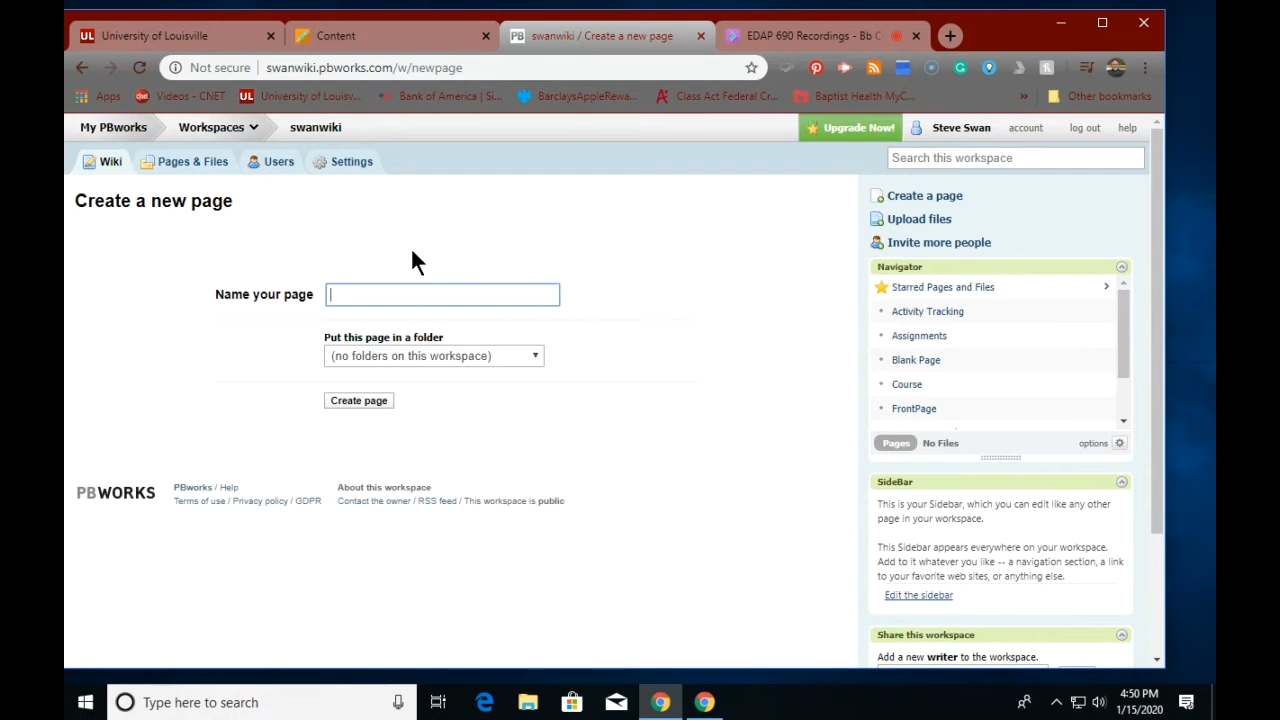 UL University of Louisville
Content
PB swanwiki / Create a new page
EDAP 690 Recordings - Bb C
Not secure swanwiki.pbworks.com/w/newpage
Apps Videos - CNET UL University of Louisv... Bank of America | Si... BarclaysAppleRewa... Class Act Federal Cr... Baptist Health MyC... » Other bookmarks
My PBworks Workspaces swanwiki Upgrade Now! Steve Swan account log out help
Wiki Pages & Files Users Settings Search this workspace
Create a new page
Name your page
Put this page in a folder
(no folders on this workspace)
Create page
PBWORKS
PBworks / Help
Terms of use / Privacy policy / GDPR
About this workspace
Contact the owner / RSS feed / This workspace is public
Create a page
Upload files
Invite more people
Navigator
Starred Pages and Files
Activity Tracking
Assignments
Blank Page
Course
FrontPage
Pages No Files options
SideBar
This is your Sidebar, which you can edit like any other
page in your workspace.
This Sidebar appears everywhere on your workspace.
Add to it whatever you like -- a navigation section, a link
to your favorite web sites, or anything else.
Edit the sidebar
Share this workspace
Add a new writer to the workspace.
Type here to search
4:50 PM
1/15/2020